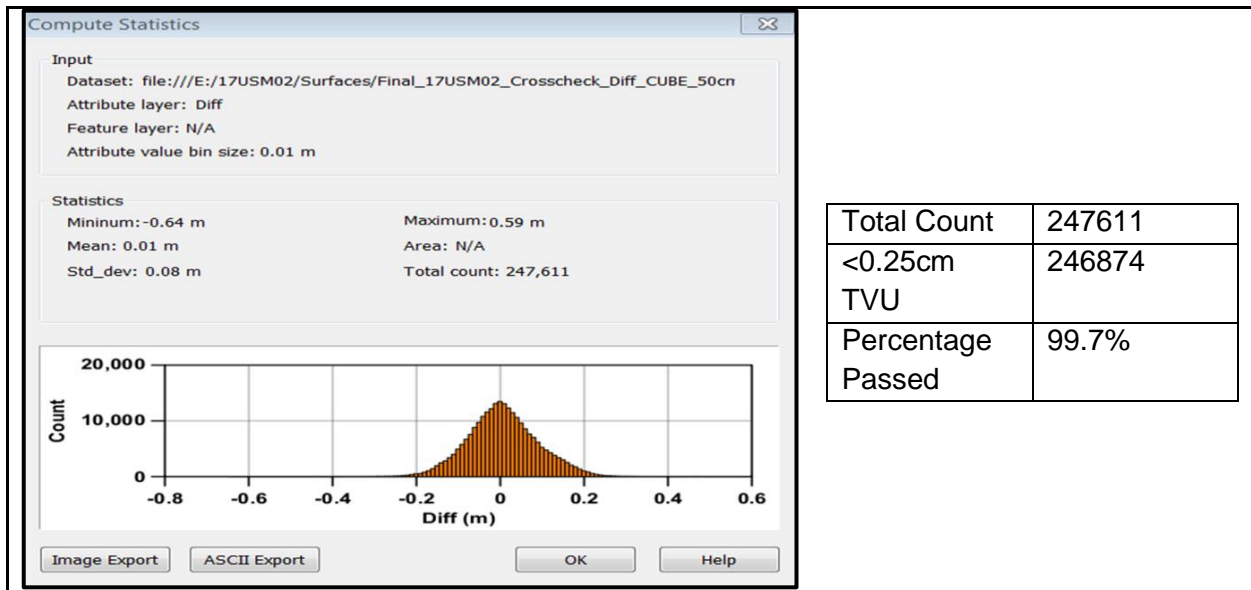 Compute Statistics
Input
Dataset: file:///E:/17USM02/Surfaces/Final_17USM02_Crosscheck_Diff_CUBE_50cm
Attribute layer: Diff
Feature layer: N/A
Attribute value bin size: 0.01 m
Statistics
Mininum:-0.64 m
Maximum:0.59 m
Mean: 0.01 m
Area: N/A
Std_dev: 0.08 m
Total count: 247,611
20,000
10,000
0
Count
-0.8 -0.6 -0.4 -0.2 0 0.2 0.4 0.6
Diff (m)
Image Export ASCII Export OK Help
Total Count 247611
<0.25cm 246874
TVU
Percentage 99.7%
Passed